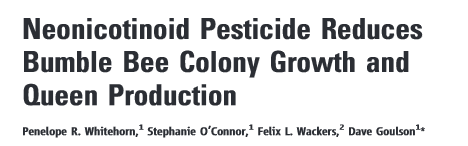 Neonicotinoid Pesticide Reduces
Bumble Bee Colony Growth and
Queen Production
Penelope R. Whitehorn,¹ Stephanie O’Connor,¹ Felix L. Wackers,² Dave Goulson¹*